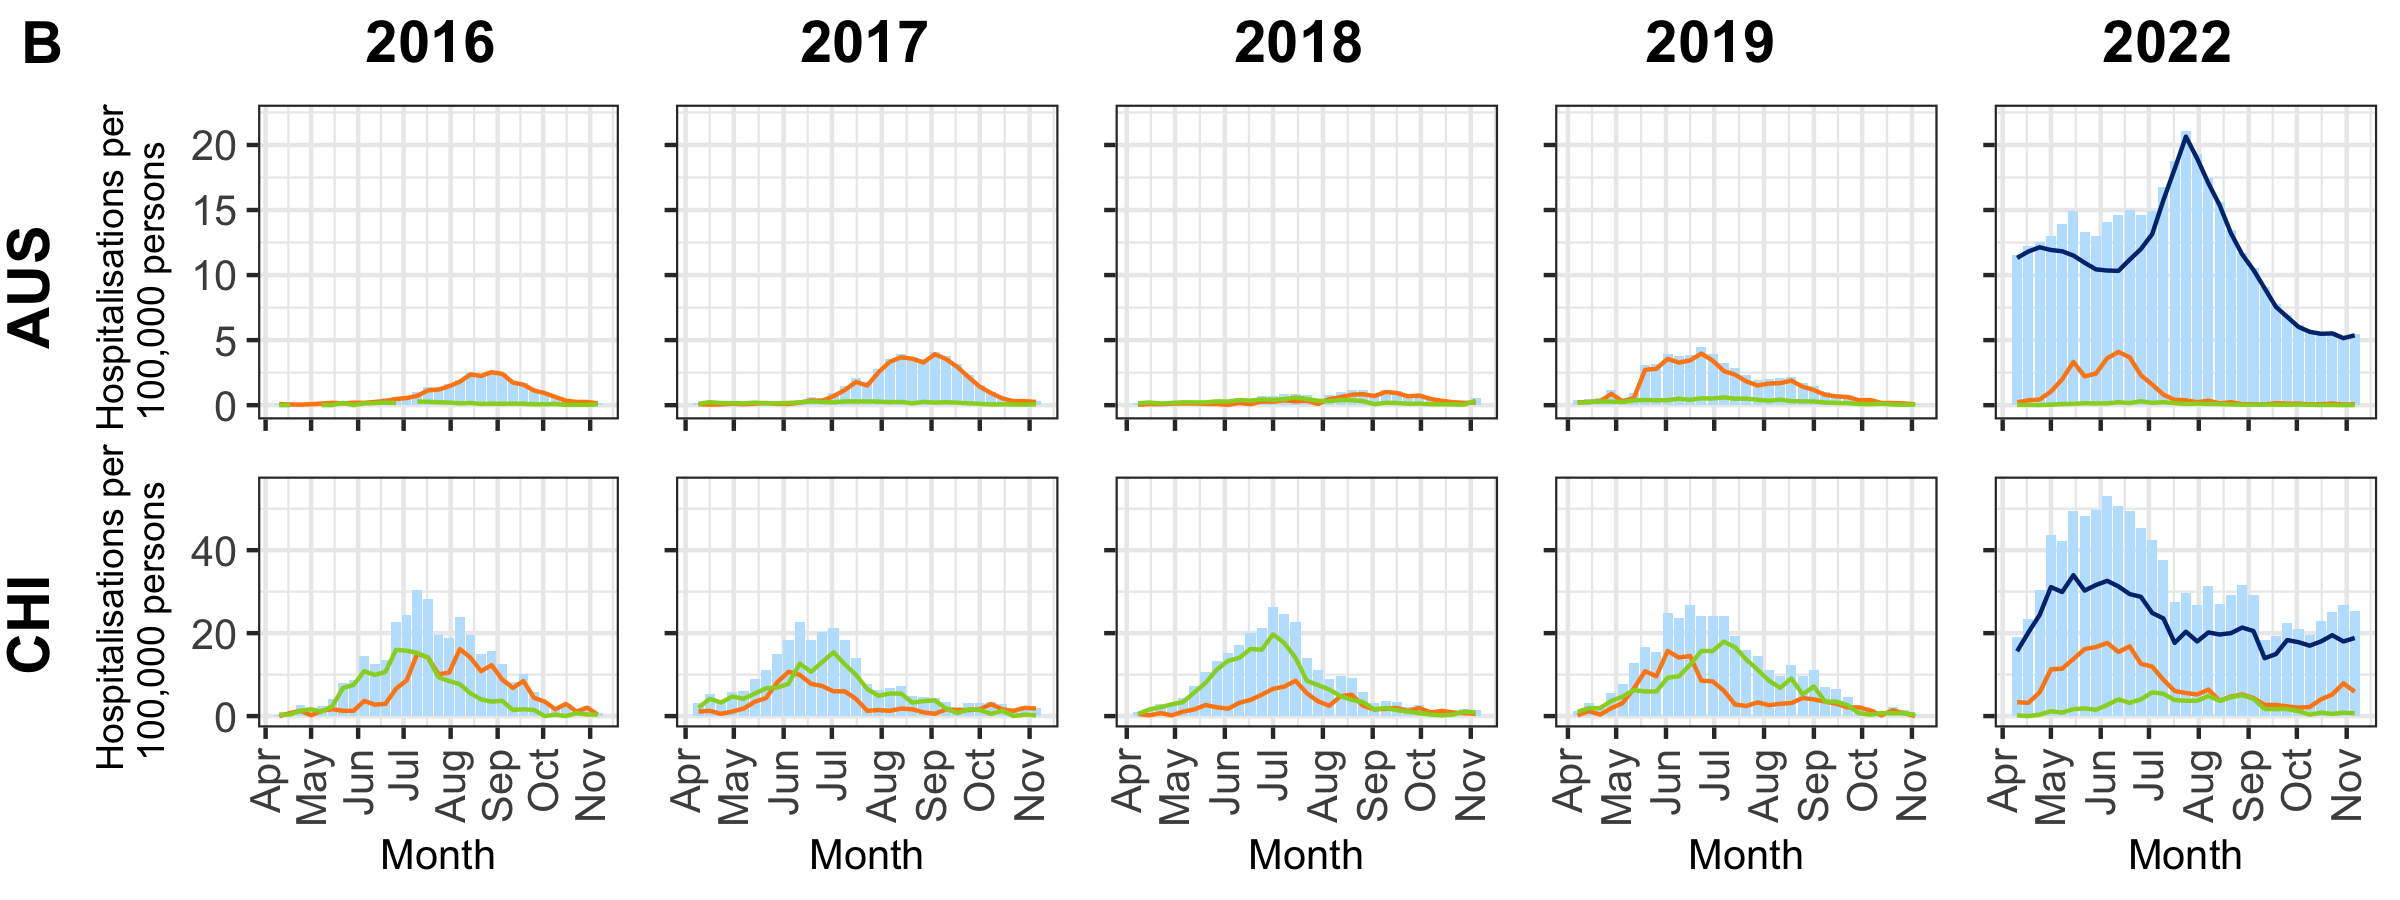 B
2016 2017 2018 2019 2022
AUS
Hospitalisations per
100,000 persons
20
15
10
5
0
CHI
Hospitalisations per
100,000 persons
40
20
0
Apr May Jun Jul Aug Sep Oct Nov
Apr May Jun Jul Aug Sep Oct Nov
Apr May Jun Jul Aug Sep Oct Nov
Apr May Jun Jul Aug Sep Oct Nov
Apr May Jun Jul Aug Sep Oct Nov
Month Month Month Month Month